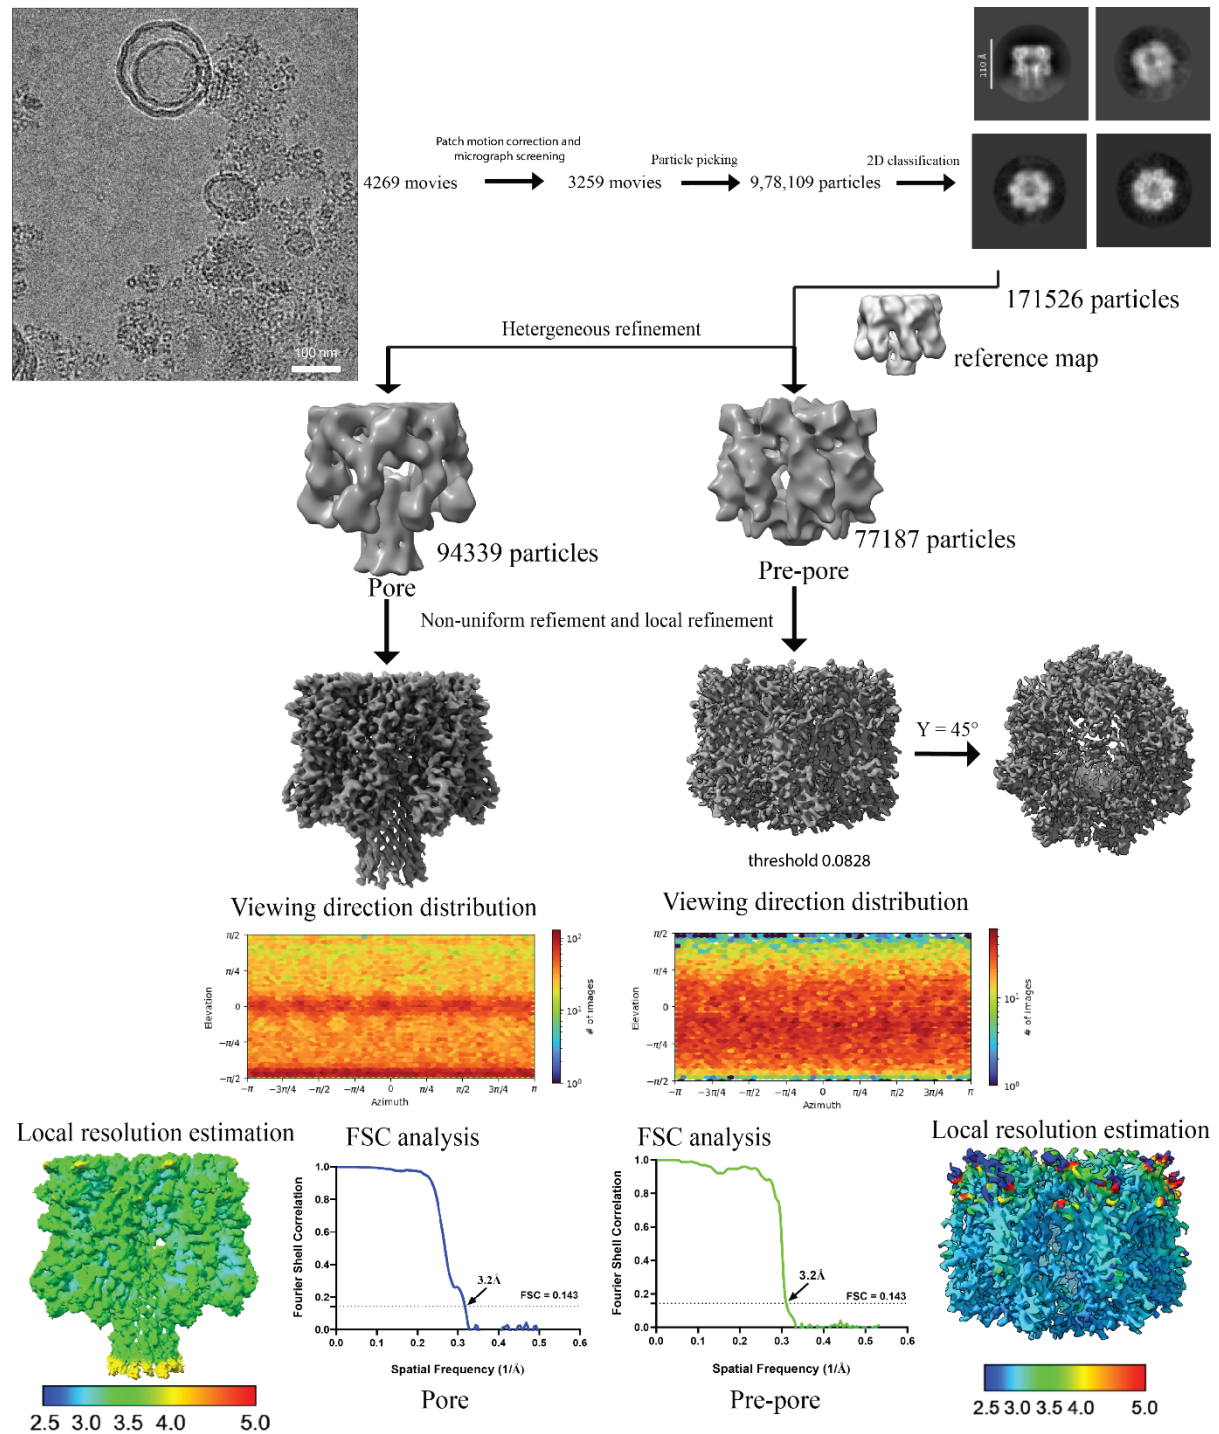 100 nm
4269 movies
Patch motion correction and
micrograph screening
3259 movies
Particle picking
9,78,109 particles
2D classification
110 Å
171526 particles
reference map
Hetergeneous refinement
94339 particles
Pore
77187 particles
Pre-pore
Non-uniform refiement and local refinement
Y = 45°
threshold 0.0828
Viewing direction distribution
π/2
π/4
0
−π/4
−π/2
Elevation
−π −3π/4 −π/2 −π/4 0 π/4 π/2 3π/4 π
Azimuth
10²
10¹
10⁰
# of images
Viewing direction distribution
π/2
π/4
0
−π/4
−π/2
Elevation
−π −3π/4 −π/2 −π/4 0 π/4 π/2 3π/4 π
Azimuth
10¹
10⁰
# of images
Local resolution estimation
2.5 3.0 3.5 4.0 5.0
FSC analysis
1.0
0.8
0.6
0.4
0.2
0.0
Fourier Shell Correlation
3.2Å
FSC = 0.143
0.0 0.1 0.2 0.3 0.4 0.5 0.6
Spatial Frequency (1/Å)
Pore
FSC analysis
1.0
0.8
0.6
0.4
0.2
0.0
Fourier Shell Correlation
3.2Å
FSC = 0.143
0.0 0.1 0.2 0.3 0.4 0.5 0.6
Spatial Frequency (1/Å)
Pre-pore
Local resolution estimation
2.5 3.0 3.5 4.0 5.0